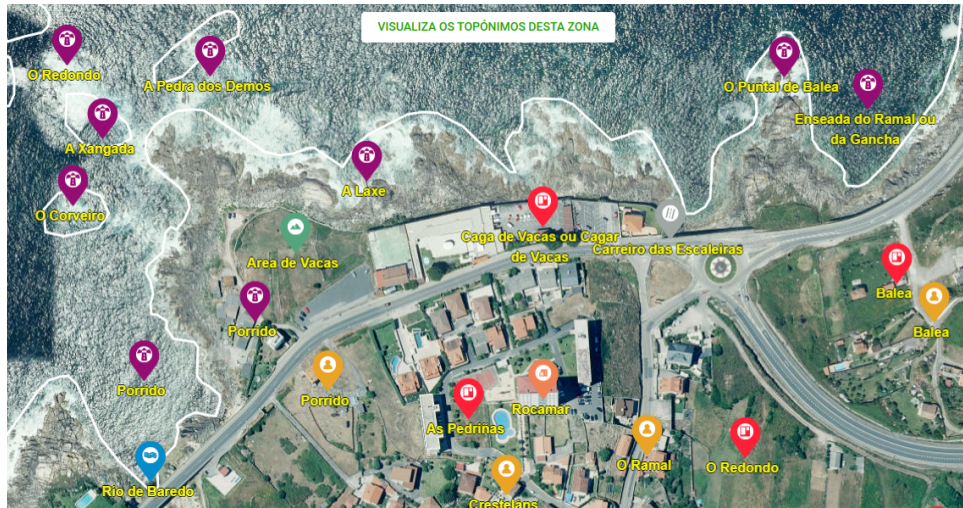 VISUALIZA OS TOPÓNIMOS DESTA ZONA
O Redondo
A Pedra dos Demos
O Puntal de Balea
Enseada do Ramal ou
da Gancha
A Xangada
A Laxe
O Corveiro
Caga de Vacas ou Cagar
de Vacas
Carreiro das Escaleiras
Area de Vacas
Balea
Porrido
Balea
Porrido
Porrido
Rocamar
As Pedriñas
O Ramal
O Redondo
Río de Baredo
Cresteláns